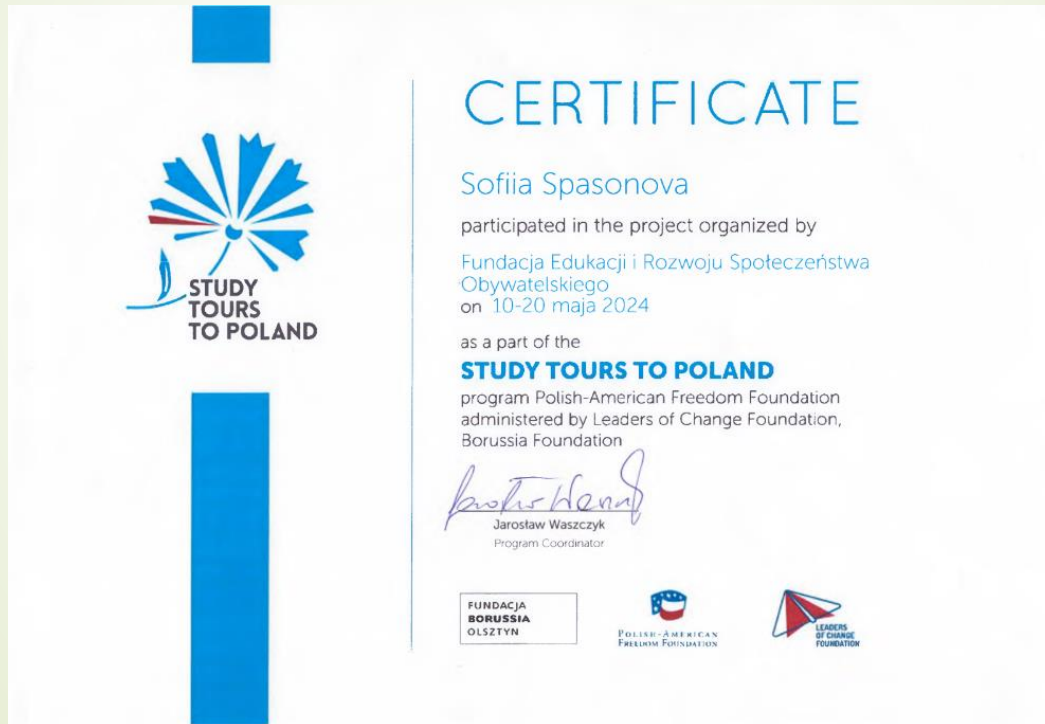 STUDY
TOURS
TO POLAND
CERTIFICATE
Sofiia Spasonova
participated in the project organized by
Fundacja Edukacji i Rozwoju Społeczeństwa
Obywatelskiego
on 10-20 maja 2024
as a part of the
STUDY TOURS TO POLAND
program Polish-American Freedom Foundation
administered by Leaders of Change Foundation,
Borussia Foundation
Jarosław Waszczyk
Program Coordinator
FUNDACJA
BORUSSIA
OLSZTYN
POLISH-AMERICAN
FREEDOM FOUNDATION
LEADERS
OF CHANGE
FOUNDATION